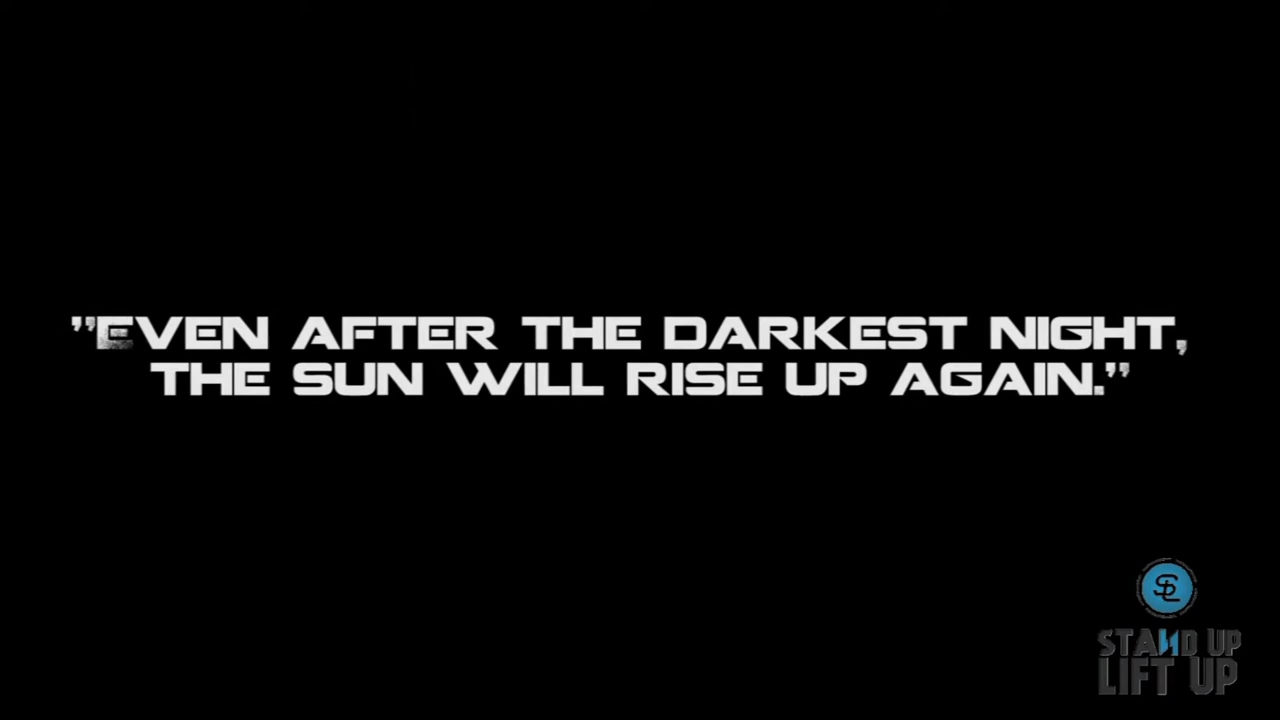 "EVEN AFTER THE DARKEST NIGHT,
THE SUN WILL RISE UP AGAIN."
STAND UP
LIFT UP